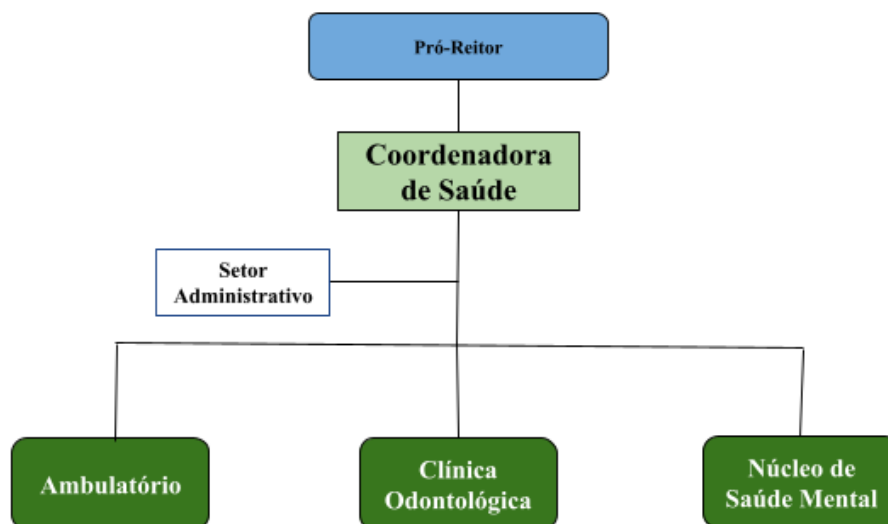 Pró-Reitor
Coordenadora
de Saúde
Setor
Administrativo
Ambulatório
Clínica
Odontológica
Núcleo de
Saúde Mental